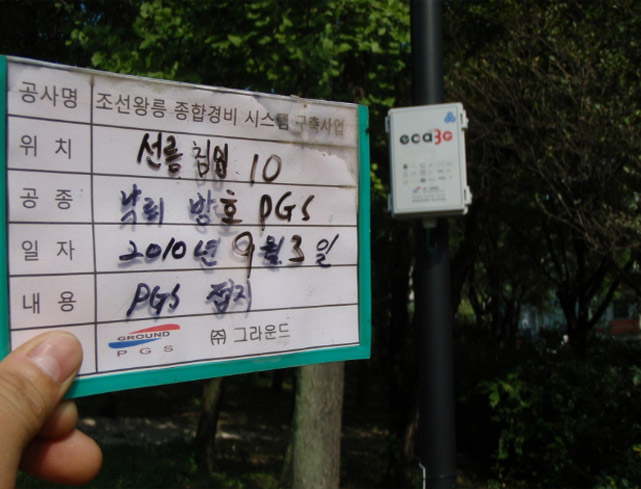 공사명 조선왕릉 종합경비 시스템 구축사업
위 치 선릉 침입 10
공 종 낙뢰 방호 PGS
일 자 2010년 9월 3일
내 용 PGS 접지
GROUND
PGS
㈜ 그라운드
eca3G